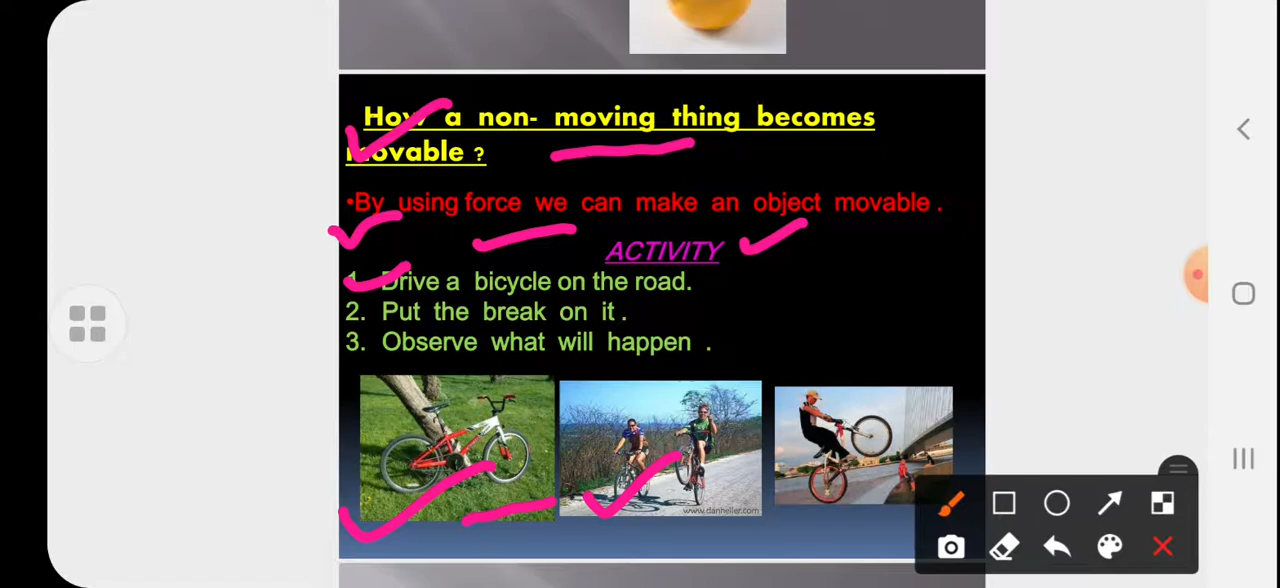 How a non- moving thing becomes
movable ?
•By using force we can make an object movable .
ACTIVITY
1. Drive a bicycle on the road.
2. Put the break on it .
3. Observe what will happen .
www.danheller.com